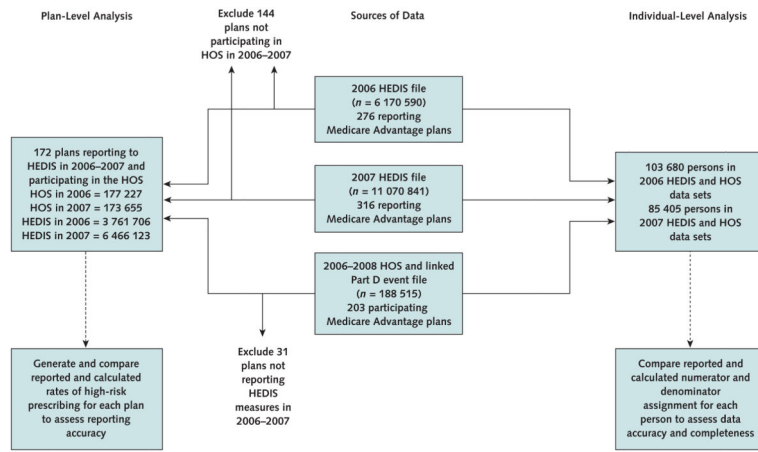 Plan-Level Analysis
Exclude 144
plans not
participating in
HOS in 2006–2007
Sources of Data
Individual-Level Analysis
2006 HEDIS file
(n = 6 170 590)
276 reporting
Medicare Advantage plans
172 plans reporting to
HEDIS in 2006–2007 and
participating in the HOS
HOS in 2006 = 177 227
HOS in 2007 = 173 655
HEDIS in 2006 = 3 761 706
HEDIS in 2007 = 6 466 123
2007 HEDIS file
(n = 11 070 841)
316 reporting
Medicare Advantage plans
103 680 persons in
2006 HEDIS and HOS
data sets
85 405 persons in
2007 HEDIS and HOS
data sets
2006–2008 HOS and linked
Part D event file
(n = 188 515)
203 participating
Medicare Advantage plans
Exclude 31
plans not
reporting
HEDIS
measures in
2006–2007
Generate and compare
reported and calculated
rates of high-risk
prescribing for each plan
to assess reporting
accuracy
Compare reported and
calculated numerator and
denominator
assignment for each
person to assess data
accuracy and completeness